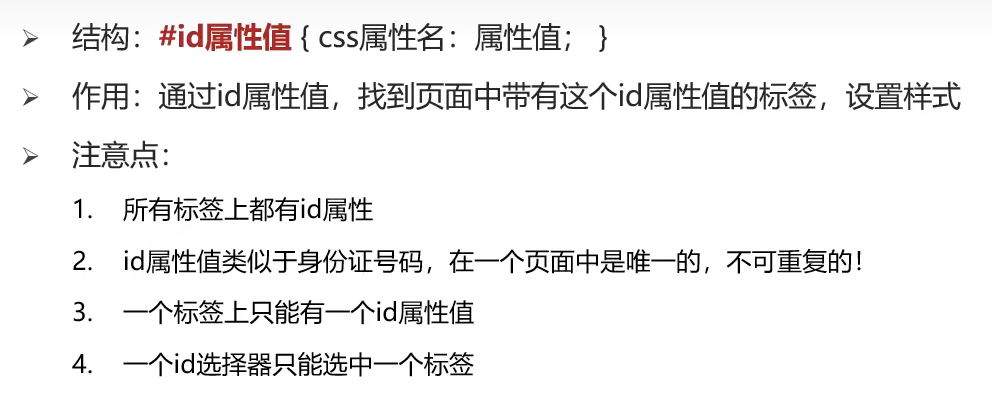 ➢ 结构：#id属性值 { css属性名：属性值； }
➢ 作用：通过id属性值，找到页面中带有这个id属性值的标签，设置样式
➢ 注意点：
1. 所有标签上都有id属性
2. id属性值类似于身份证号码，在一个页面中是唯一的，不可重复的！
3. 一个标签上只能有一个id属性值
4. 一个id选择器只能选中一个标签